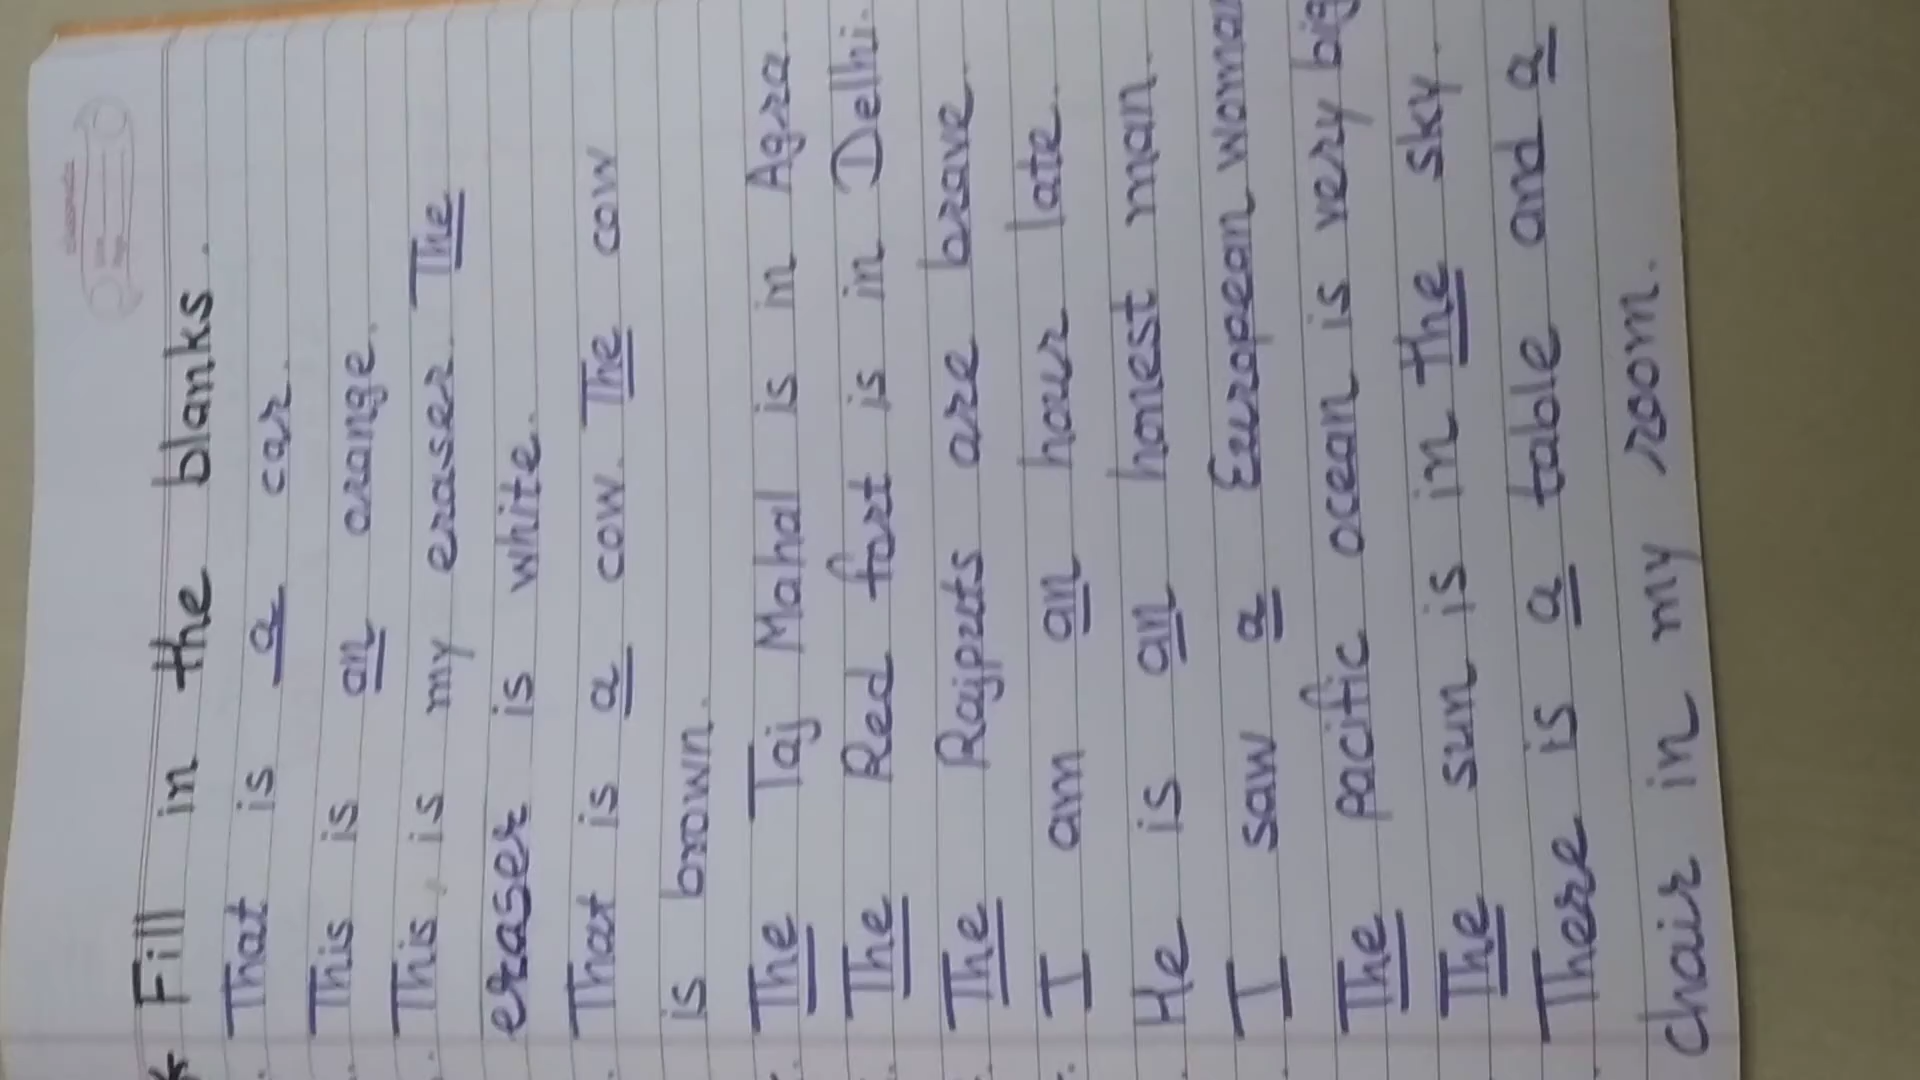 * Fill in the blanks.
That is a car.
This is an orange.
This is my eraser. The
eraser is white.
That is a cow. The cow
is brown.
The Taj Mahal is in Agra.
The Red fort is in Delhi.
The Rajputs are brave.
I am an hour late.
He is an honest man.
I saw a European woman
The pacific ocean is very big
The sun is in the sky.
There is a table and a
chair in my room.